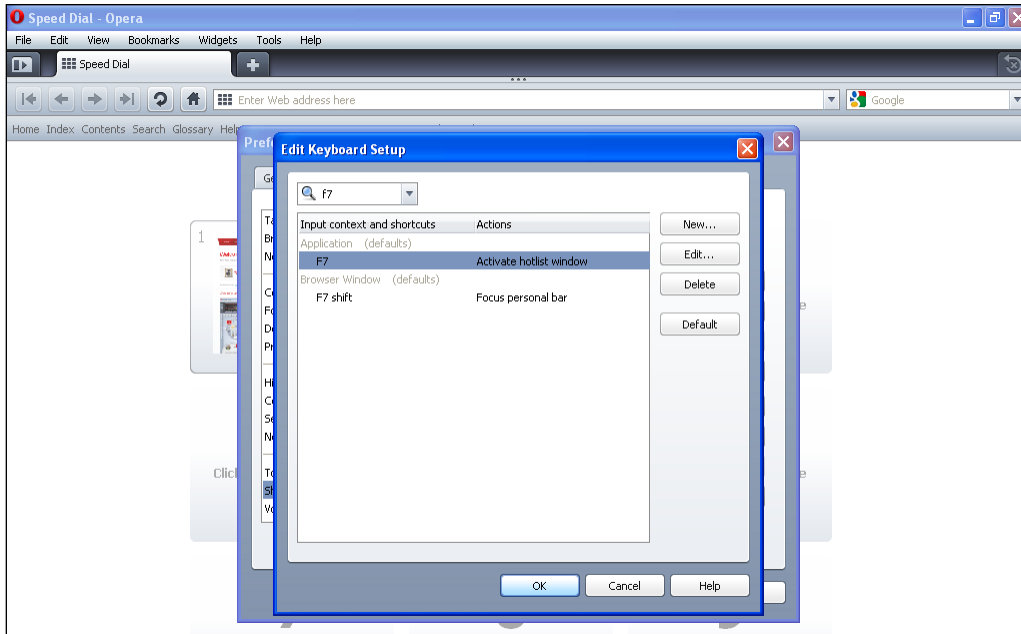 Speed Dial - Opera
File Edit View Bookmarks Widgets Tools Help
Speed Dial
Enter Web address here
Google
Home Index Contents Search Glossary Help
Edit Keyboard Setup
f7
Input context and shortcuts Actions
New...
Application (defaults)
F7 Activate hotlist window
Edit...
Browser Window (defaults)
Delete
F7 shift Focus personal bar
Default
1
OK Cancel Help